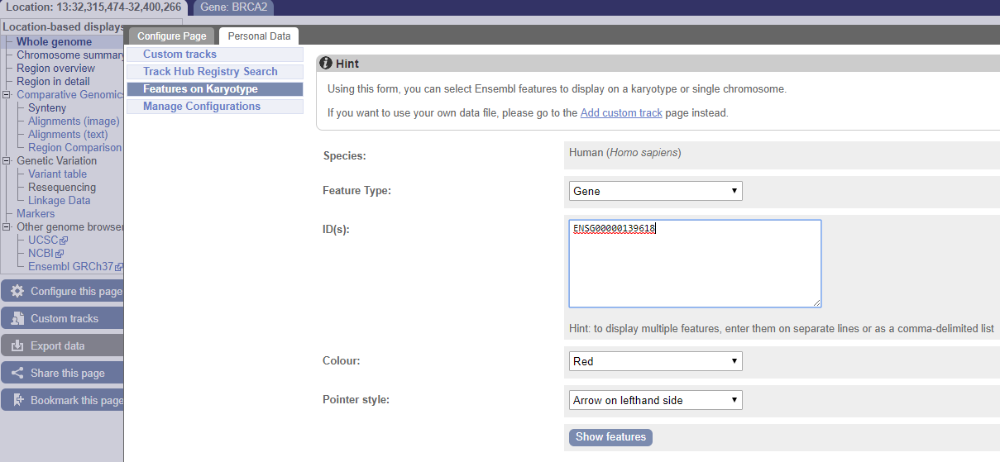 Location: 13:32,315,474-32,400,266
Gene: BRCA2
Location-based displays
Whole genome
Chromosome summary
Region overview
Region in detail
Comparative Genomics
Synteny
Alignments (image)
Alignments (text)
Region Comparison
Genetic Variation
Variant table
Resequencing
Linkage Data
Markers
Other genome browser
UCSC
NCBI
Ensembl GRCh37
Configure this page
Custom tracks
Export data
Share this page
Bookmark this page
Configure Page
Personal Data
Custom tracks
Track Hub Registry Search
Features on Karyotype
Manage Configurations
Hint
Using this form, you can select Ensembl features to display on a karyotype or single chromosome.
If you want to use your own data file, please go to the Add custom track page instead.
Species:
Human (Homo sapiens)
Feature Type:
Gene
ID(s):
ENSG00000139618
Hint: to display multiple features, enter them on separate lines or as a comma-delimited list
Colour:
Red
Pointer style:
Arrow on lefthand side
Show features